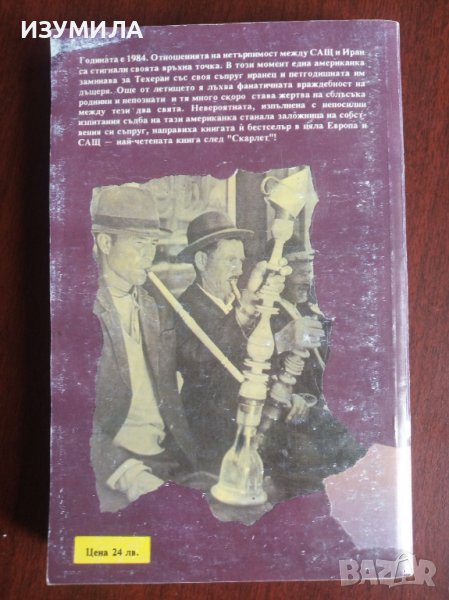 ИЗУМИЛА
Годината е 1984. Отношенията на нетърпимост между САЩ и Иран
са стигнали своята връхна точка. В този момент една американка
заминава за Техеран със своя съпруг иранец и петгодишната им
дъщеря. Още от летището я лъхва фанатичната враждебност на
роднини и непознати и тя много скоро става жертва на сблъсъка
между тези два свята. Невероятната, изпълнена с непосилни
изпитания съдба на тази американка станала заложница на собст-
вения си съпруг, направиха книгата ѝ бестселър в цяла Европа и
САЩ — най-четената книга след "Скарлет"!
Цена 24 лв.
BAZAR